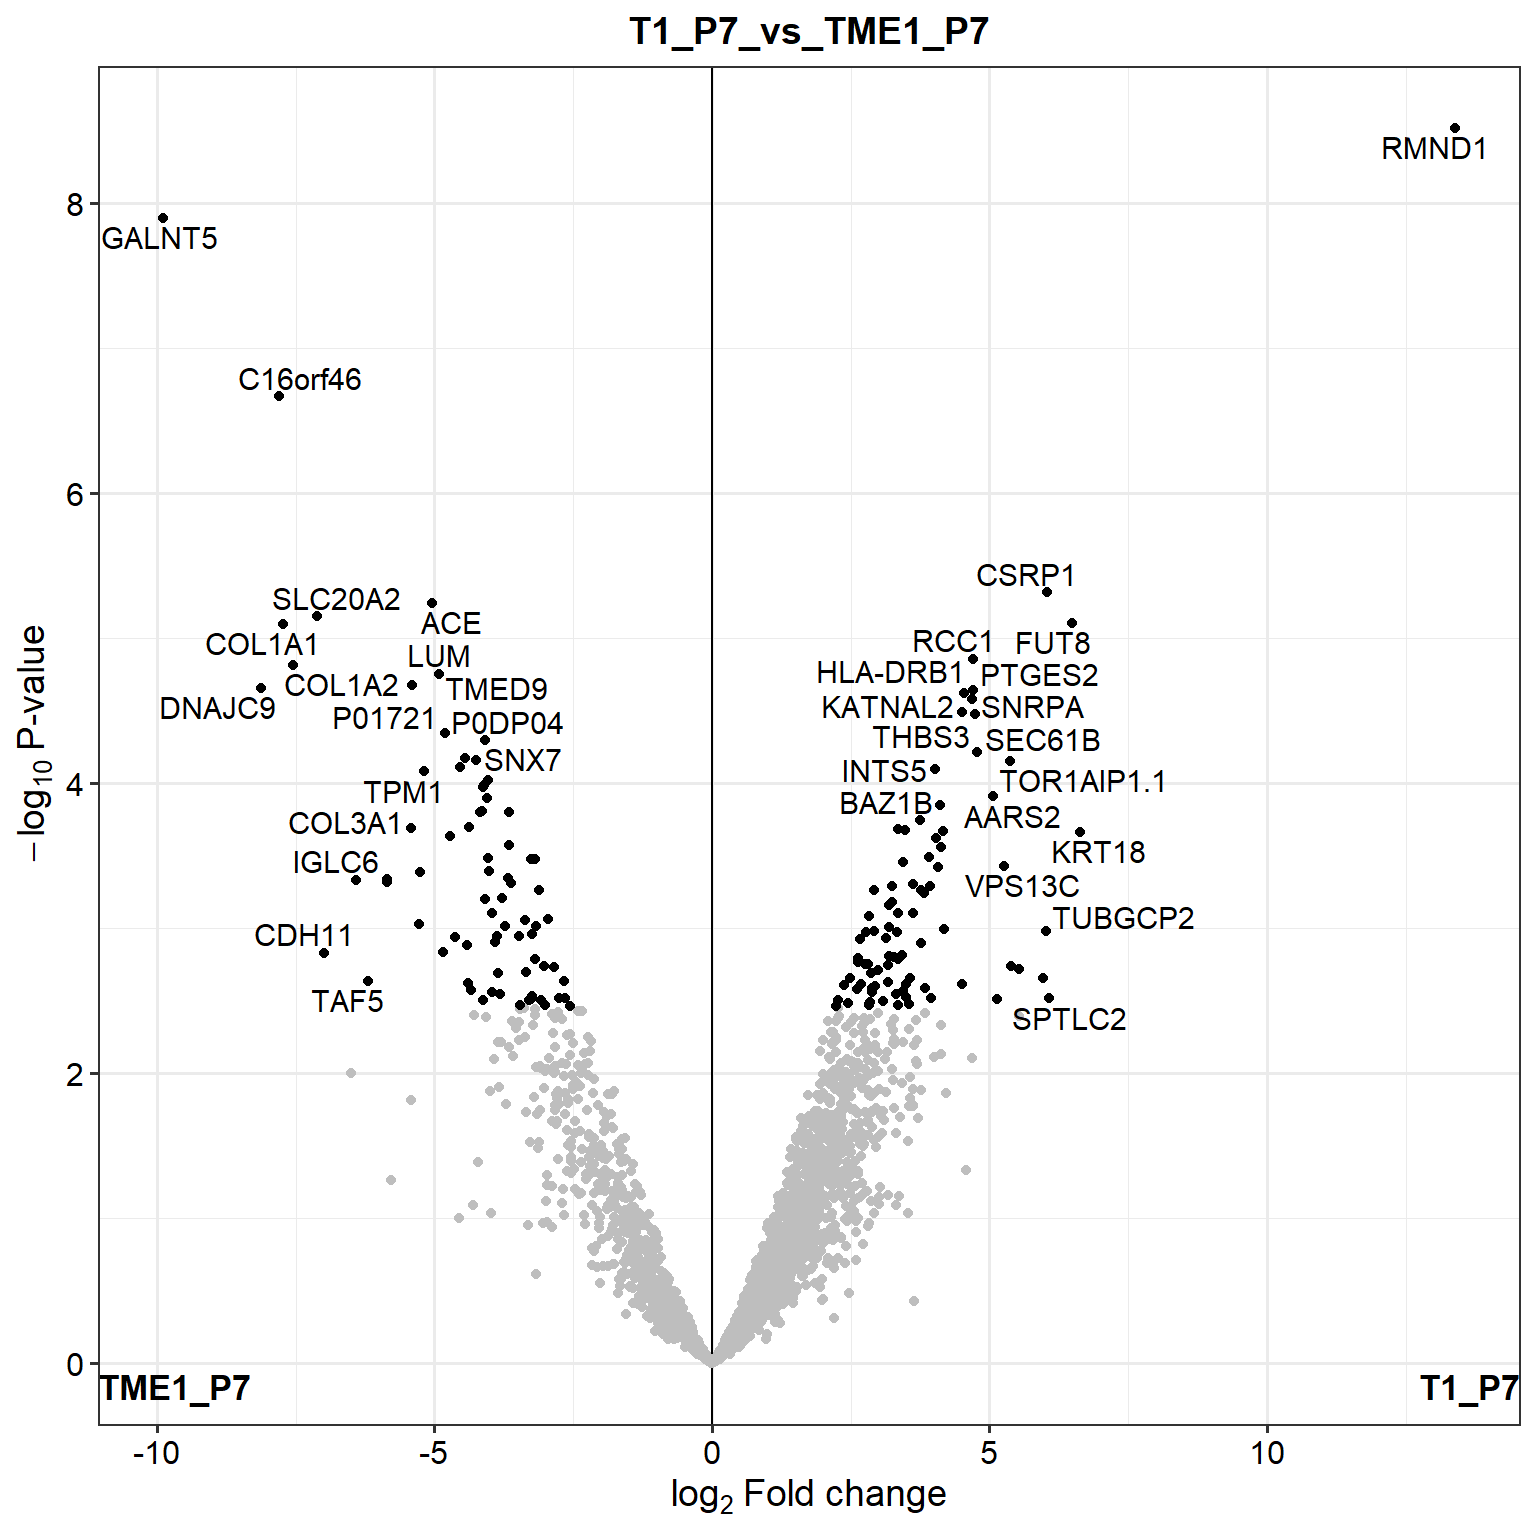 T1_P7_vs_TME1_P7
RMND1
8
GALNT5
C16orf46
6
CSRP1
SLC20A2
ACE
COL1A1
RCC1
FUT8
LUM
HLA-DRB1
PTGES2
COL1A2
TMED9
DNAJC9
KATNAL2
SNRPA
P01721
P0DP04
THBS3
SEC61B
SNX7
INTS5
TOR1AIP1.1
4
TPM1
BAZ1B
COL3A1
AARS2
KRT18
IGLC6
VPS13C
TUBGCP2
CDH11
TAF5
SPTLC2
2
0
−log10 P-value
TME1_P7
T1_P7
-10
-5
0
5
10
log2 Fold change